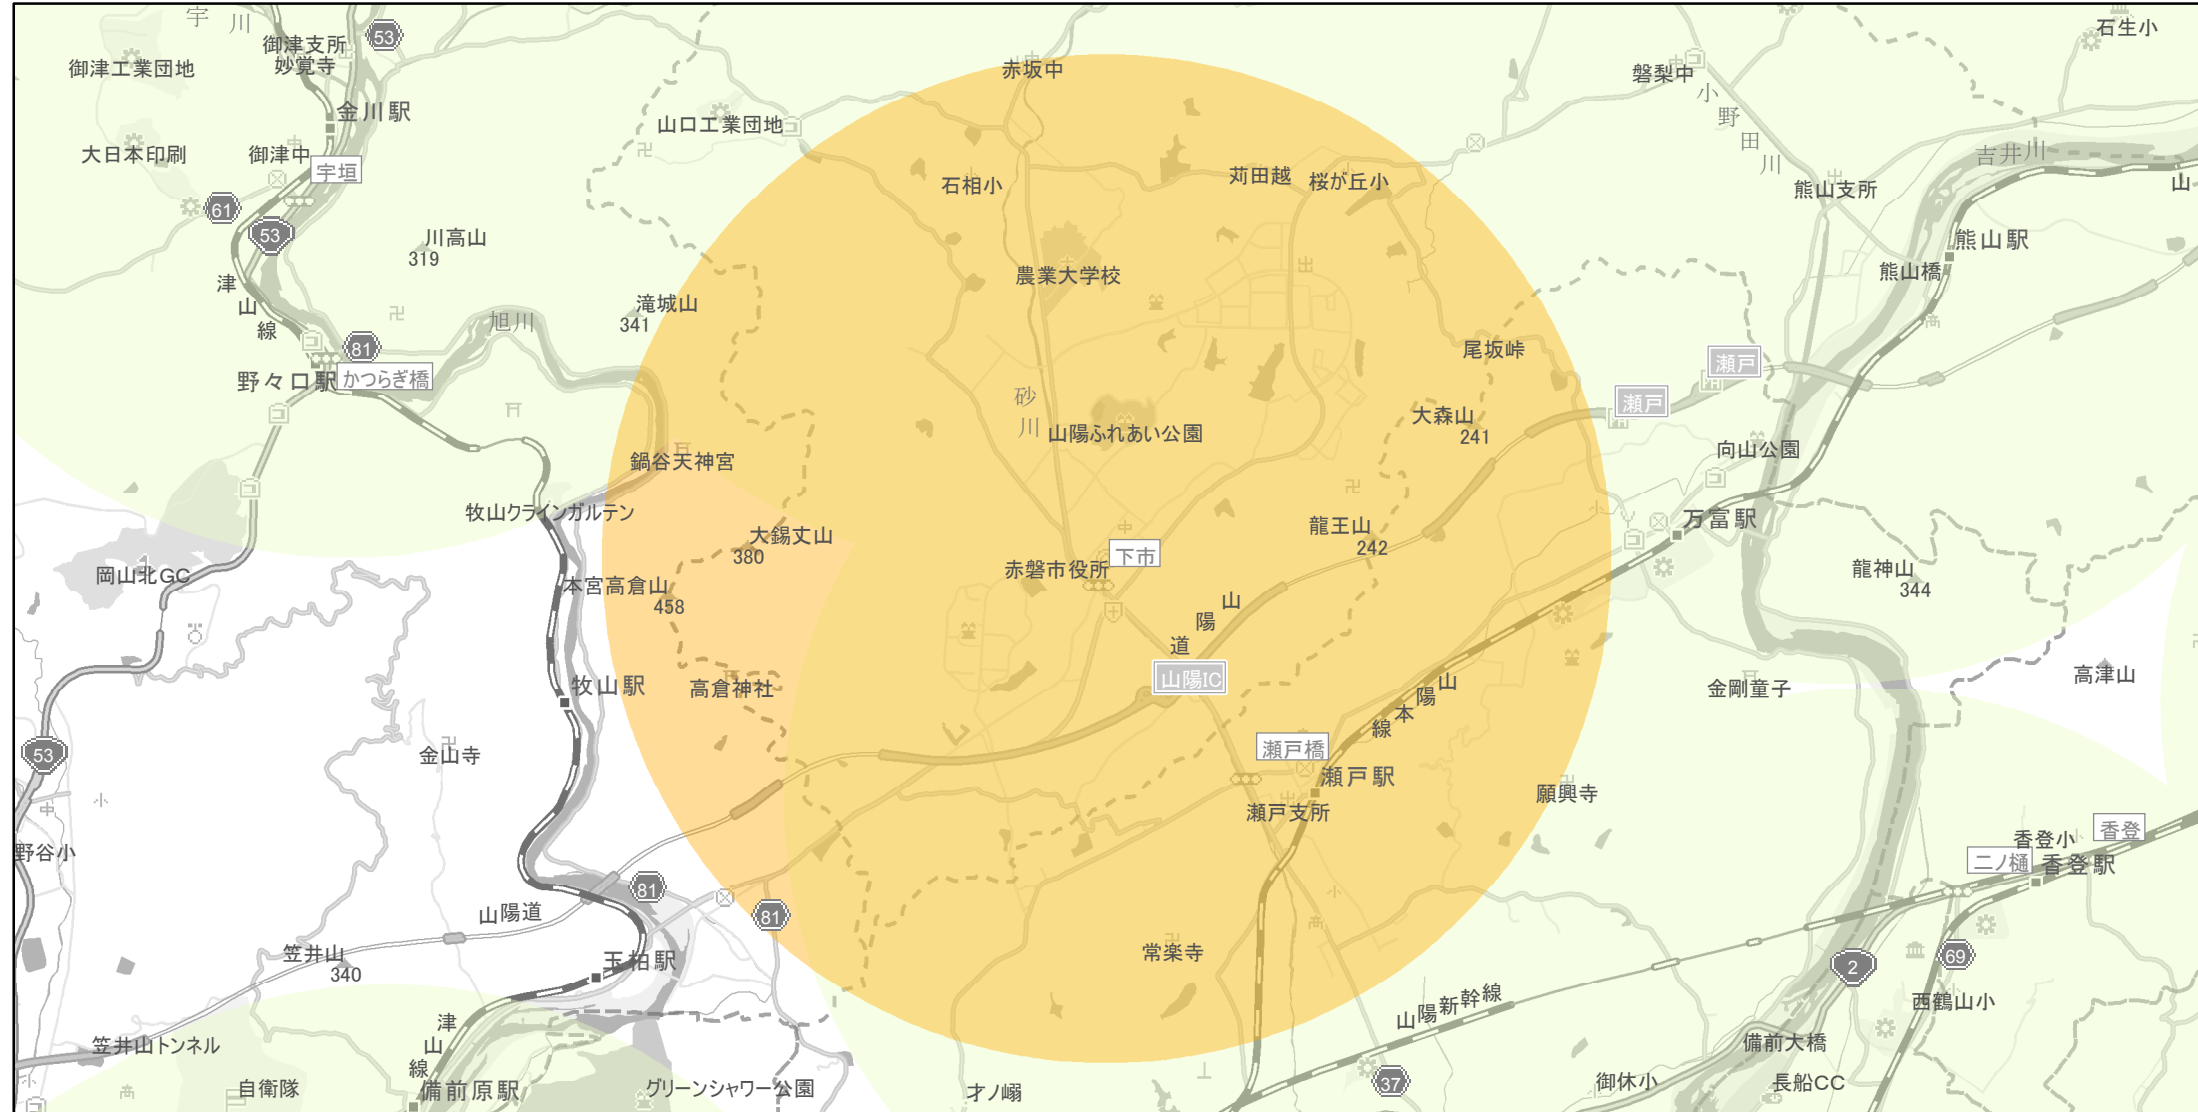 宇川
53
石生小
御津支所
妙覚寺
御津工業団地
赤坂中
磐梨中
金川駅
山口工業団地
小野田川
大日本印刷
御津中
吉井川
宇垣
石相小
苅田越
桜が丘小
熊山支所
山
61
53
川高山
319
熊山駅
農業大学校
熊山橋
津山線
滝城山
341
旭川
81
尾坂峠
瀬戸
野々口駅
かつらぎ橋
砂川
瀬戸
大森山
241
山陽ふれあい公園
向山公園
鍋谷天神宮
牧山クラインガルテン
龍王山
242
万富駅
大錫丈山
380
下市
岡山北GC
赤磐市役所
龍神山
344
本宮高倉山
458
山陽道
山陽IC
高津山
牧山駅
高倉神社
金剛童子
山陽本線
53
金山寺
瀬戸橋
瀬戸駅
願興寺
瀬戸支所
香登
野谷小
香登小
二ノ樋
香登駅
81
山陽道
81
笠井山
340
玉柏駅
常楽寺
2
69
山陽新幹線
西鶴山小
津山線
笠井山トンネル
備前大橋
自衛隊
備前原駅
グリーンシャワー公園
才ノ嵶
37
御休小
長船CC